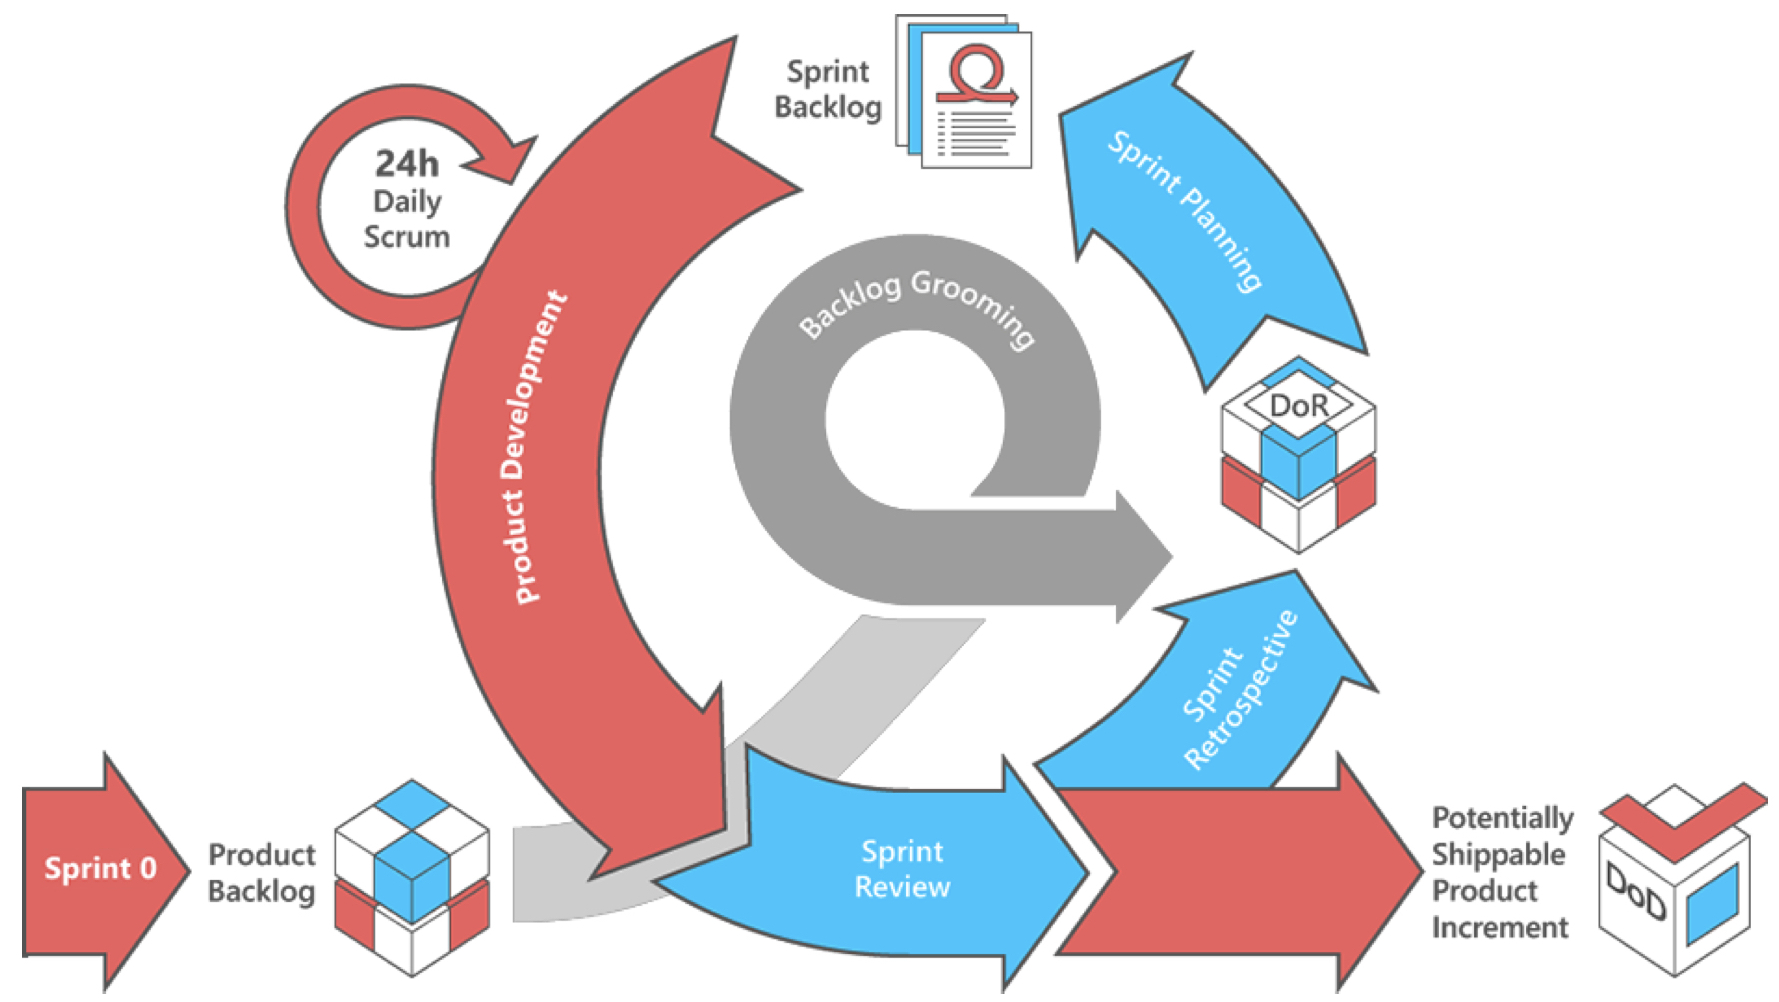 Sprint
Backlog
24h
Daily
Scrum
Sprint Planning
Backlog Grooming
Product Development
DoR
Sprint
Retrospective
Sprint 0
Product
Backlog
Sprint
Review
Potentially
Shippable
Product
Increment
DoD